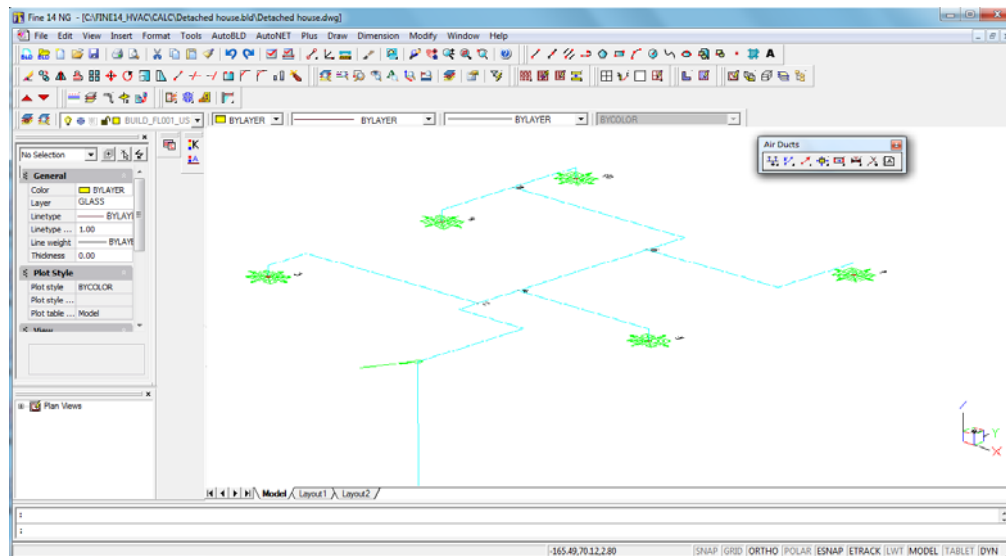 Fine 14 NG - [C:\FINE14_HVAC\CALC\Detached house.bld\Detached house.dwg]
File Edit View Insert Format Tools AutoBLD AutoNET Plus Draw Dimension Modify Window Help
BUILD_FL001_US BYLAYER BYLAYER BYLAYER BYCOLOR
No Selection
General
Color BYLAYER
Layer GLASS
Linetype BYLAY
Linetype ... 1.00
Line weight BYLAYE
Thickness 0.00
Plot Style
Plot style BYCOLOR
Plot style ...
Plot table ... Model
View
Plan Views
Air Ducts
Y
X
Model Layout1 Layout2
:
:
-165.49,70.12,2.80 SNAP GRID ORTHO POLAR ESNAP ETRACK LWT MODEL TABLET DYN